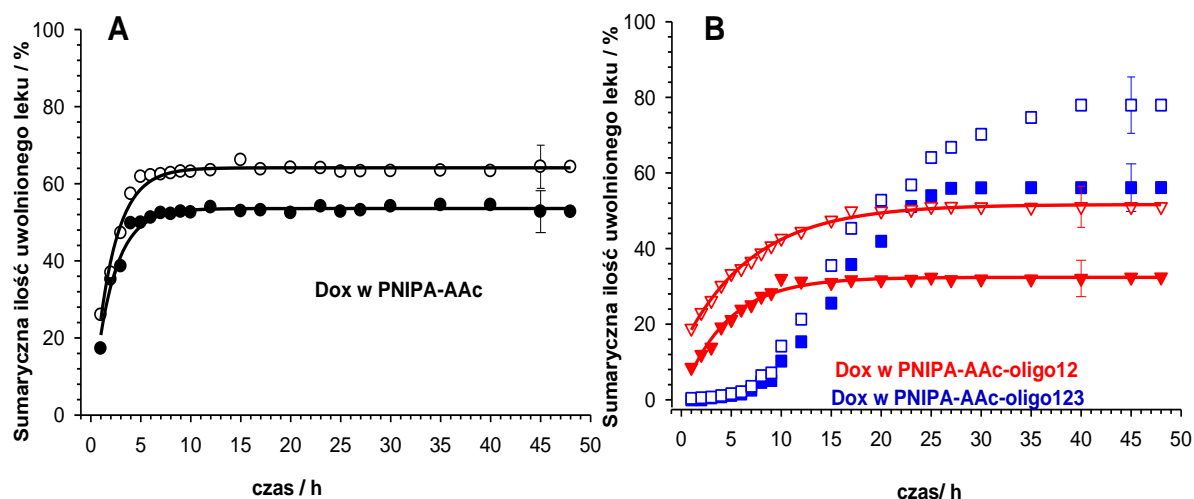 A
Sumaryczna ilość uwolnionego leku / %
100
80
60
40
20
0
Dox w PNIPA-AAc
0 5 10 15 20 25 30 35 40 45 50
czas / h
B
Sumaryczna ilość uwolnionego leku / %
100
80
60
40
20
0
Dox w PNIPA-AAc-oligo12
Dox w PNIPA-AAc-oligo123
0 5 10 15 20 25 30 35 40 45 50
czas/ h